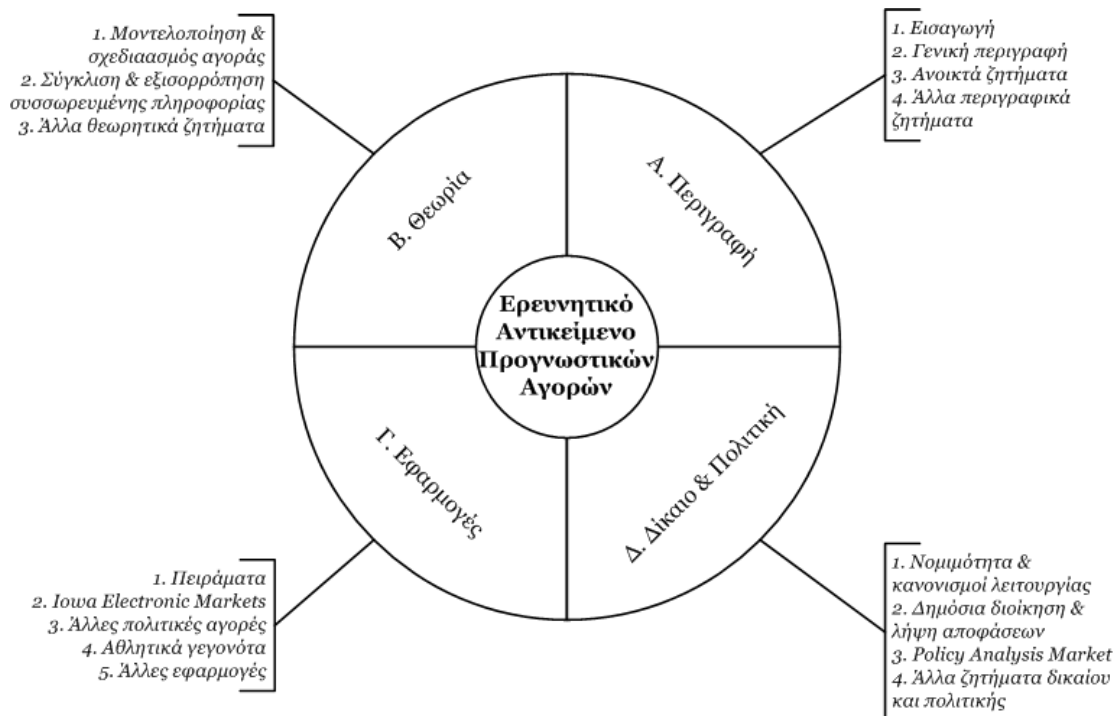 1. Μοντελοποίηση &
σχεδιαασμός αγοράς
2. Σύγκλιση & εξισορρόπηση
συσσωρευμένης πληροφορίας
3. Άλλα θεωρητικά ζητήματα
1. Εισαγωγή
2. Γενική περιγραφή
3. Ανοικτά ζητήματα
4. Άλλα περιγραφικά
ζητήματα
Β. Θεωρία
Α. Περιγραφή
Ερευνητικό
Αντικείμενο
Προγνωστικών
Αγορών
Γ. Εφαρμογές
Δ. Δίκαιο & Πολιτική
1. Πειράματα
2. Iowa Electronic Markets
3. Άλλες πολιτικές αγορές
4. Αθλητικά γεγονότα
5. Άλλες εφαρμογές
1. Νομιμότητα &
κανονισμοί λειτουργίας
2. Δημόσια διοίκηση &
λήψη αποφάσεων
3. Policy Analysis Market
4. Άλλα ζητήματα δικαίου
και πολιτικής